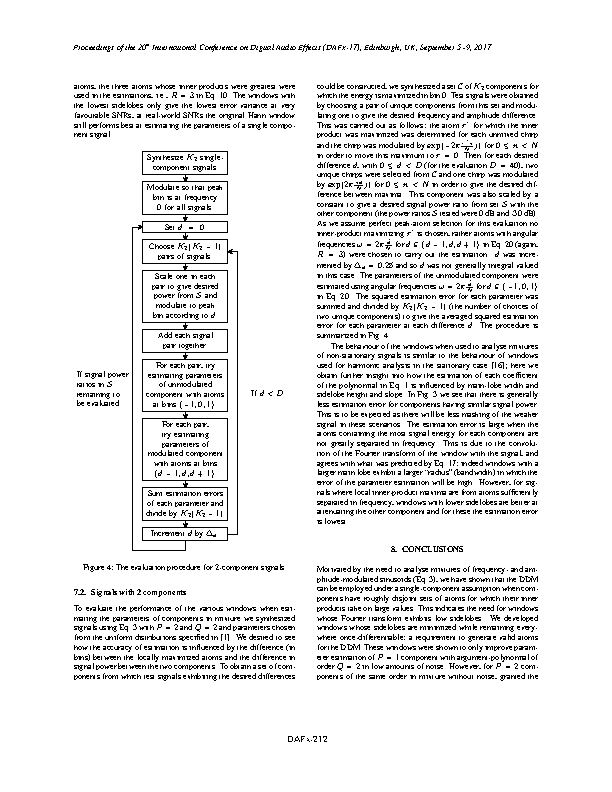 Proceedings of the 20th International Conference on Digital Audio Effects (DAFx-17), Edinburgh, UK, September 5–9, 2017
atoms, the three atoms whose inner products were greatest were
used in the estimations, i.e., R = 3 in Eq. 10. The windows with
the lowest sidelobes only give the lowest error variance at very
favourable SNRs, at real-world SNRs the original Hann window
still performs best at estimating the parameters of a single compo-
nent signal.
Synthesize K2 single-
component signals
Modulate so that peak
bin is at frequency
0 for all signals
Set d = 0
Choose K2(K2 − 1)
pairs of signals
Scale one in each
pair to give desired
power from S and
modulate to peak
bin according to d
Add each signal
pair together
For each pair, try
estimating parameters
of unmodulated
component with atoms
at bins {−1, 0, 1}
For each pair,
try estimating
parameters of
modulated component
with atoms at bins
{d − 1, d, d + 1}
Sum estimation errors
of each parameter and
divide by K2(K2 − 1)
Increment d by Δd
If signal power
ratios in S
remaining to
be evaluated
If d < D
Figure 4: The evaluation procedure for 2-component signals
7.2. Signals with 2 components
To evaluate the performance of the various windows when esti-
mating the parameters of components in mixture we synthesized
signals using Eq. 3 with P = 2 and Q = 2 and parameters chosen
from the uniform distributions specified in [1]. We desired to see
how the accuracy of estimation is influenced by the difference (in
bins) between the locally maximized atoms and the difference in
signal power between the two components. To obtain a set of com-
ponents from which test signals exhibiting the desired differences
could be constructed, we synthesized a set C of K2 components for
which the energy is maximized in bin 0. Test signals were obtained
by choosing a pair of unique components from this set and modu-
lating one to give the desired frequency and amplitude difference.
This was carried out as follows: the atom r* for which the inner
product was maximized was determined for each unmixed chirp
and the chirp was modulated by exp(−2π r*n/N j) for 0 ≤ n < N
in order to move this maximum to r = 0. Then for each desired
difference d, with 0 ≤ d < D (for the evaluation D = 40), two
unique chirps were selected from C and one chirp was modulated
by exp(2π dn/N j) for 0 ≤ n < N in order to give the desired dif-
ference between maxima. This component was also scaled by a
constant to give a desired signal power ratio from set S with the
other component (the power ratios S tested were 0 dB and -30 dB).
As we assume perfect peak-atom selection for this evaluation no
inner-product maximizing r* is chosen, rather atoms with angular
frequencies ω = 2π d/N for d ∈ {d − 1, d, d + 1} in Eq. 20 (again,
R = 3) were chosen to carry out the estimation. d was incre-
mented by Δd = 0.25 and so d was not generally integral valued
in this case. The parameters of the unmodulated component were
estimated using angular frequencies ω = 2π d/N for d ∈ {−1, 0, 1}
in Eq. 20. The squared estimation error for each parameter was
summed and divided by K2(K2 − 1) (the number of choices of
two unique components) to give the averaged squared estimation
error for each parameter at each difference d. The procedure is
summarized in Fig. 4.
The behaviour of the windows when used to analyse mixtures
of non-stationary signals is similar to the behaviour of windows
used for harmonic analysis in the stationary case [16]; here we
obtain further insight into how the estimation of each coefficient
of the polynomial in Eq. 1 is influenced by main-lobe width and
sidelobe height and slope. In Fig. 5 we see that there is generally
less estimation error for components having similar signal power.
This is to be expected as there will be less masking of the weaker
signal in these scenarios. The estimation error is large when the
atoms containing the most signal energy for each component are
not greatly separated in frequency. This is due to the convolu-
tion of the Fourier transform of the window with the signal, and
agrees with what was predicted by Eq. 17; indeed windows with a
larger main lobe exhibit a larger “radius” (bandwidth) in which the
error of the parameter estimation will be high. However, for sig-
nals where local inner-product maxima are from atoms sufficiently
separated in frequency, windows with lower sidelobes are better at
attenuating the other component and for these the estimation error
is lowest.
8. CONCLUSIONS
Motivated by the need to analyse mixtures of frequency- and am-
plitude-modulated sinusoids (Eq. 3), we have shown that the DDM
can be employed under a single-component assumption when com-
ponents have roughly disjoint sets of atoms for which their inner
products take on large values. This indicates the need for windows
whose Fourier transform exhibits low sidelobes. We developed
windows whose sidelobes are minimized while remaining every-
where once-differentiable: a requirement to generate valid atoms
for the DDM. These windows were shown to only improve param-
eter estimation of P = 1 component with argument-polynomial of
order Q = 2 in low amounts of noise. However, for P = 2 com-
ponents of the same order in mixture without noise, granted the
DAFx-212